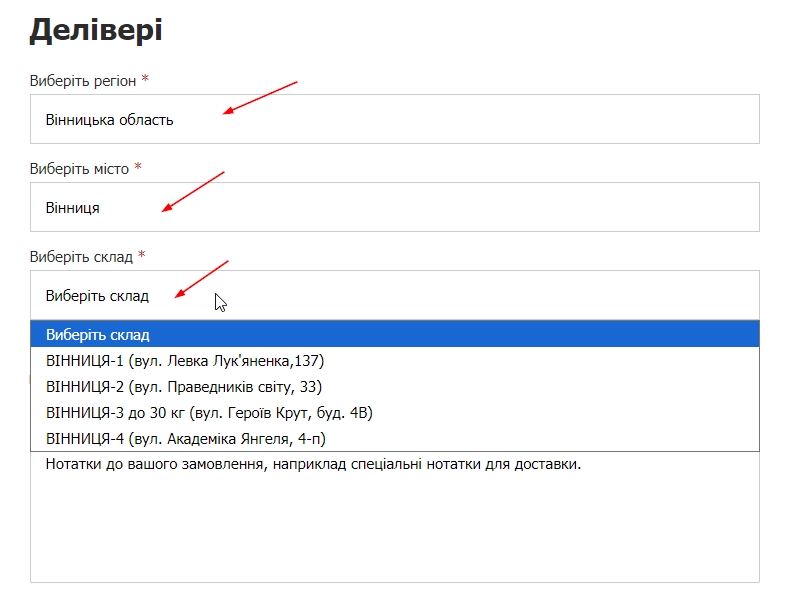 Делівері
Виберіть регіон *
Вінницька область
Виберіть місто *
Вінниця
Виберіть склад *
Виберіть склад
Виберіть склад
ВІННИЦЯ-1 (вул. Левка Лук'яненка,137)
ВІННИЦЯ-2 (вул. Праведників світу, 33)
ВІННИЦЯ-3 до 30 кг (вул. Героїв Крут, буд. 4В)
ВІННИЦЯ-4 (вул. Академіка Янгеля, 4-п)
Нотатки до вашого замовлення, наприклад спеціальні нотатки для доставки.